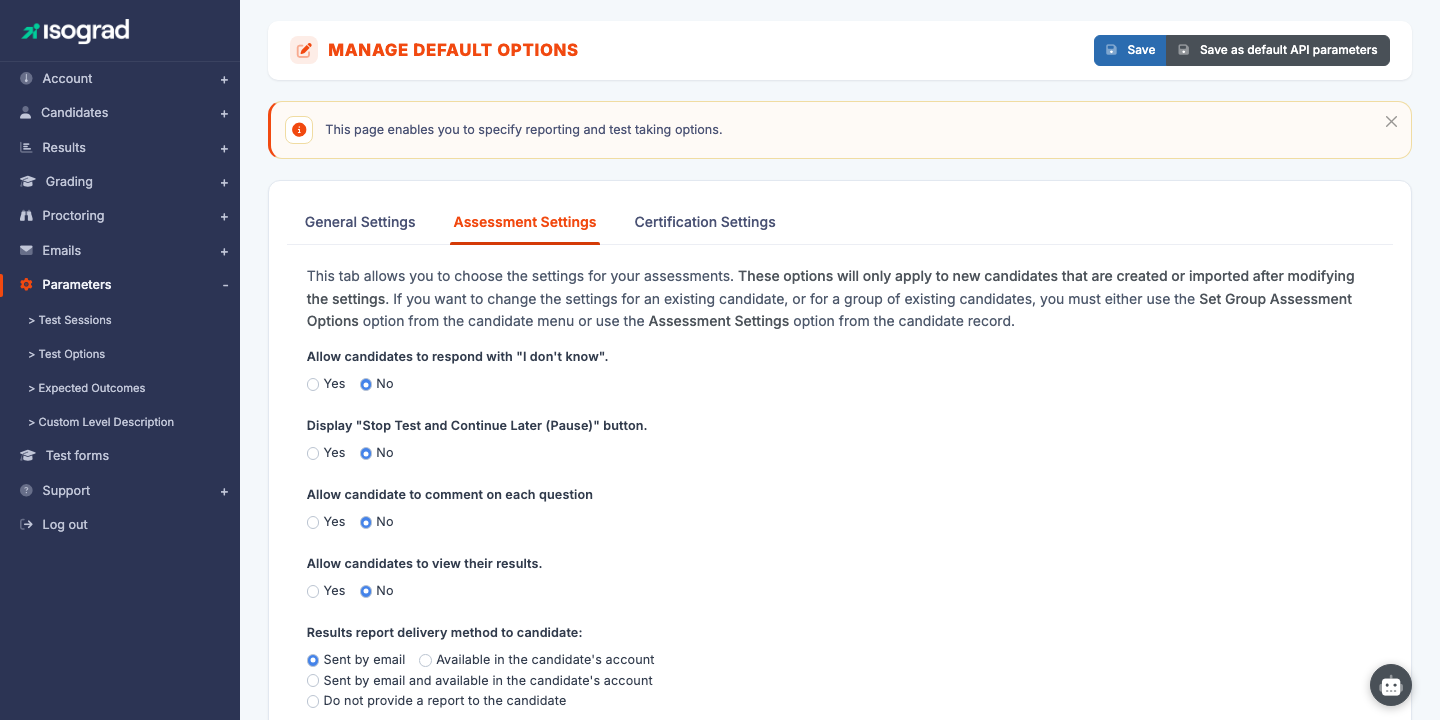 isograd
Account +
Candidates +
Results +
Grading +
Proctoring +
Emails +
Parameters -
> Test Sessions
> Test Options
> Expected Outcomes
> Custom Level Description
Test forms
Support +
Log out
MANAGE DEFAULT OPTIONS
Save
Save as default API parameters
This page enables you to specify reporting and test taking options.
General Settings Assessment Settings Certification Settings
This tab allows you to choose the settings for your assessments. These options will only apply to new candidates that are created or imported after modifying
the settings. If you want to change the settings for an existing candidate, or for a group of existing candidates, you must either use the Set Group Assessment
Options option from the candidate menu or use the Assessment Settings option from the candidate record.
Allow candidates to respond with "I don't know".
Yes No
Display "Stop Test and Continue Later (Pause)" button.
Yes No
Allow candidate to comment on each question
Yes No
Allow candidates to view their results.
Yes No
Results report delivery method to candidate:
Sent by email Available in the candidate's account
Sent by email and available in the candidate's account
Do not provide a report to the candidate